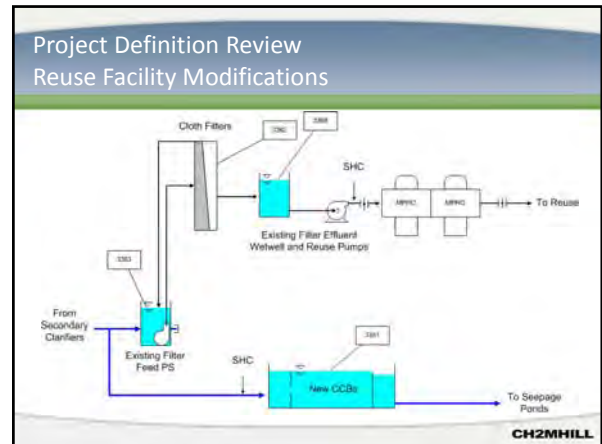 Project Definition Review
Reuse Facility Modifications
Cloth Filters
SHC
To Reuse
Existing Filter Effluent
Wetwell and Reuse Pumps
From
Secondary
Clarifiers
Existing Filter
Feed PS
SHC
New CCBs
To Seepage
Ponds
CH2MHILL